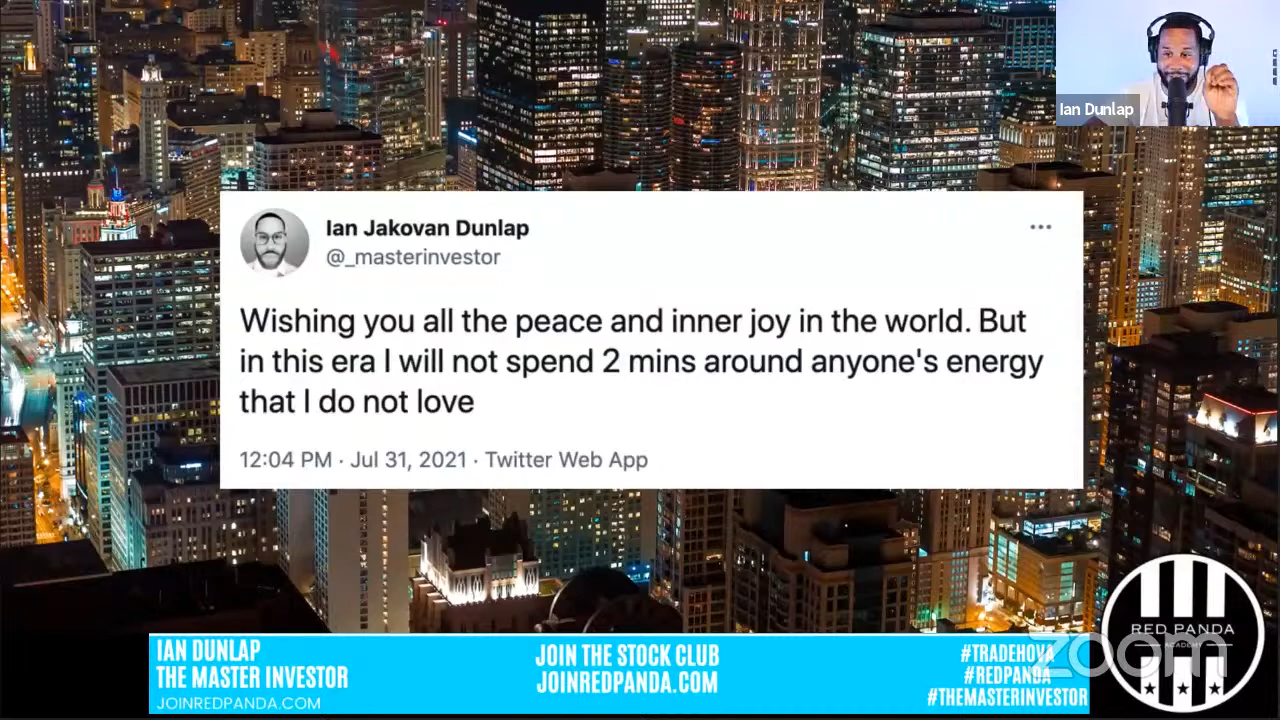 Ian Dunlap
Ian Jakovan Dunlap
@_masterinvestor
Wishing you all the peace and inner joy in the world. But
in this era I will not spend 2 mins around anyone's energy
that I do not love
12:04 PM · Jul 31, 2021 · Twitter Web App
IAN DUNLAP
THE MASTER INVESTOR
JOINREDPANDA.COM
JOIN THE STOCK CLUB
JOINREDPANDA.COM
#TRADEHOVA
#REDPANDA
#THEMASTERINVESTOR
zoom
RED PANDA
ACADEMY